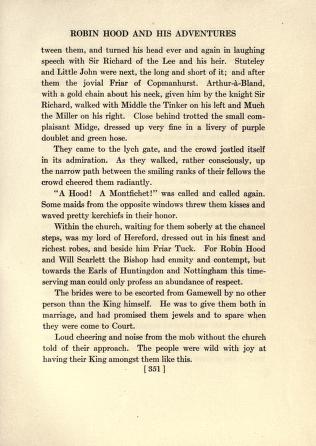 ROBIN HOOD AND HIS ADVENTURES
tween them, and turned his head ever and again in laughing
speech with Sir Richard of the Lee and his heir. Stuteley
and Little John were next, the long and short of it; and after
them the jovial Friar of Copmanhurst. Arthur-à-Bland,
with a gold chain about his neck, given him by the knight Sir
Richard, walked with Middle the Tinker on his left and Much
the Miller on his right. Close behind trotted the small com-
plaisant Midge, dressed up very fine in a livery of purple
doublet and green hose.
They came to the lych gate, and the crowd jostled itself
in its admiration. As they walked, rather consciously, up
the narrow path between the smiling ranks of their fellows the
crowd cheered them radiantly.
"A Hood! A Montfichet!" was called and called again.
Some maids from the opposite windows threw them kisses and
waved pretty kerchiefs in their honor.
Within the church, waiting for them soberly at the chancel
steps, was my lord of Hereford, dressed out in his finest and
richest robes, and beside him Friar Tuck. For Robin Hood
and Will Scarlett the Bishop had enmity and contempt, but
towards the Earls of Huntingdon and Nottingham this time-
serving man could only profess an abundance of respect.
The brides were to be escorted from Gamewell by no other
person than the King himself. He was to give them both in
marriage, and had promised them jewels and to spare when
they were come to Court.
Loud cheering and noise from the mob without the church
told of their approach. The people were wild with joy at
having their King amongst them like this.
[ 351 ]